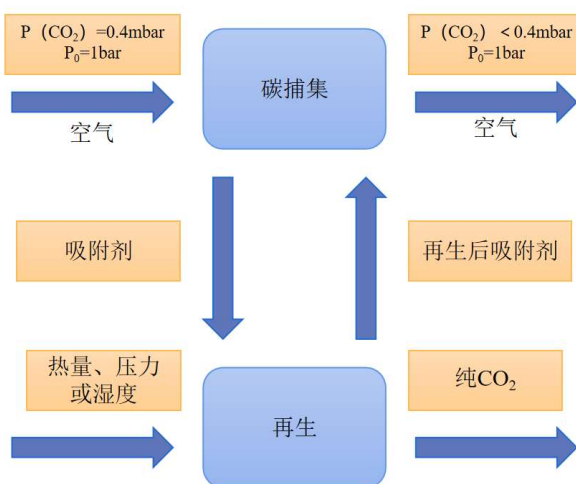 P（CO₂）=0.4mbar
P₀=1bar
碳捕集
P（CO₂）＜0.4mbar
P₀=1bar
空气
空气
吸附剂
再生后吸附剂
热量、压力
或湿度
再生
纯CO₂